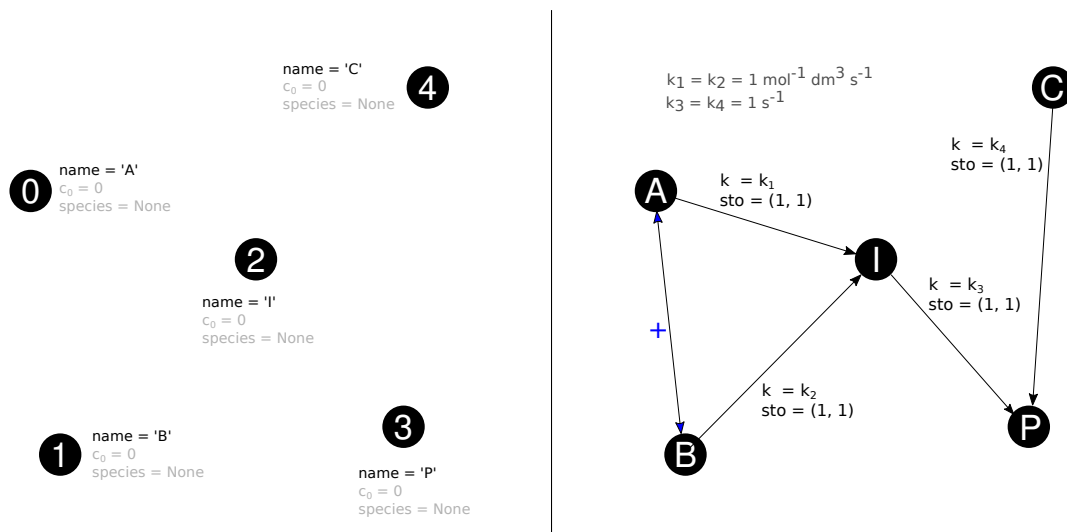 name = 'C'
c₀ = 0
species = None
4
name = 'A'
c₀ = 0
species = None
0
2
name = 'I'
c₀ = 0
species = None
name = 'B'
c₀ = 0
species = None
1
3
name = 'P'
c₀ = 0
species = None
k₁ = k₂ = 1 mol⁻¹ dm³ s⁻¹
k₃ = k₄ = 1 s⁻¹
C
k = k₄
sto = (1, 1)
A
k = k₁
sto = (1, 1)
I
k = k₃
sto = (1, 1)
+
k = k₂
sto = (1, 1)
B
P